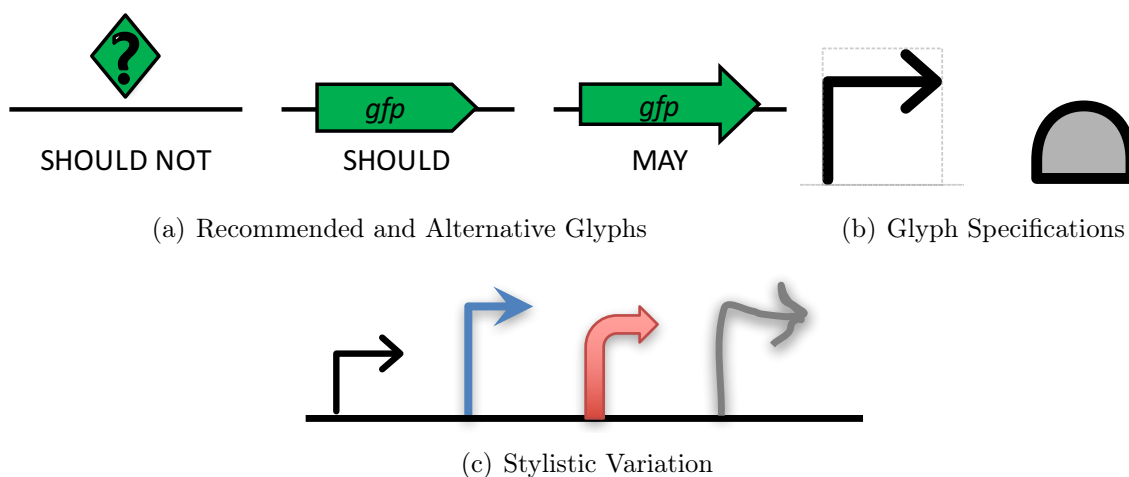 ?
gfp
gfp
SHOULD NOT
SHOULD
MAY
(a) Recommended and Alternative Glyphs
(b) Glyph Specifications
(c) Stylistic Variation